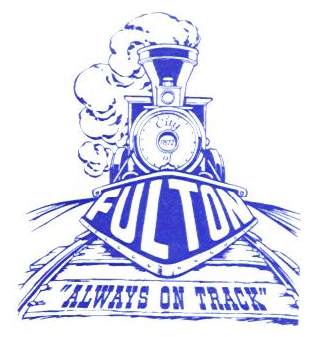 City
1872
FULTON
"ALWAYS ON TRACK"